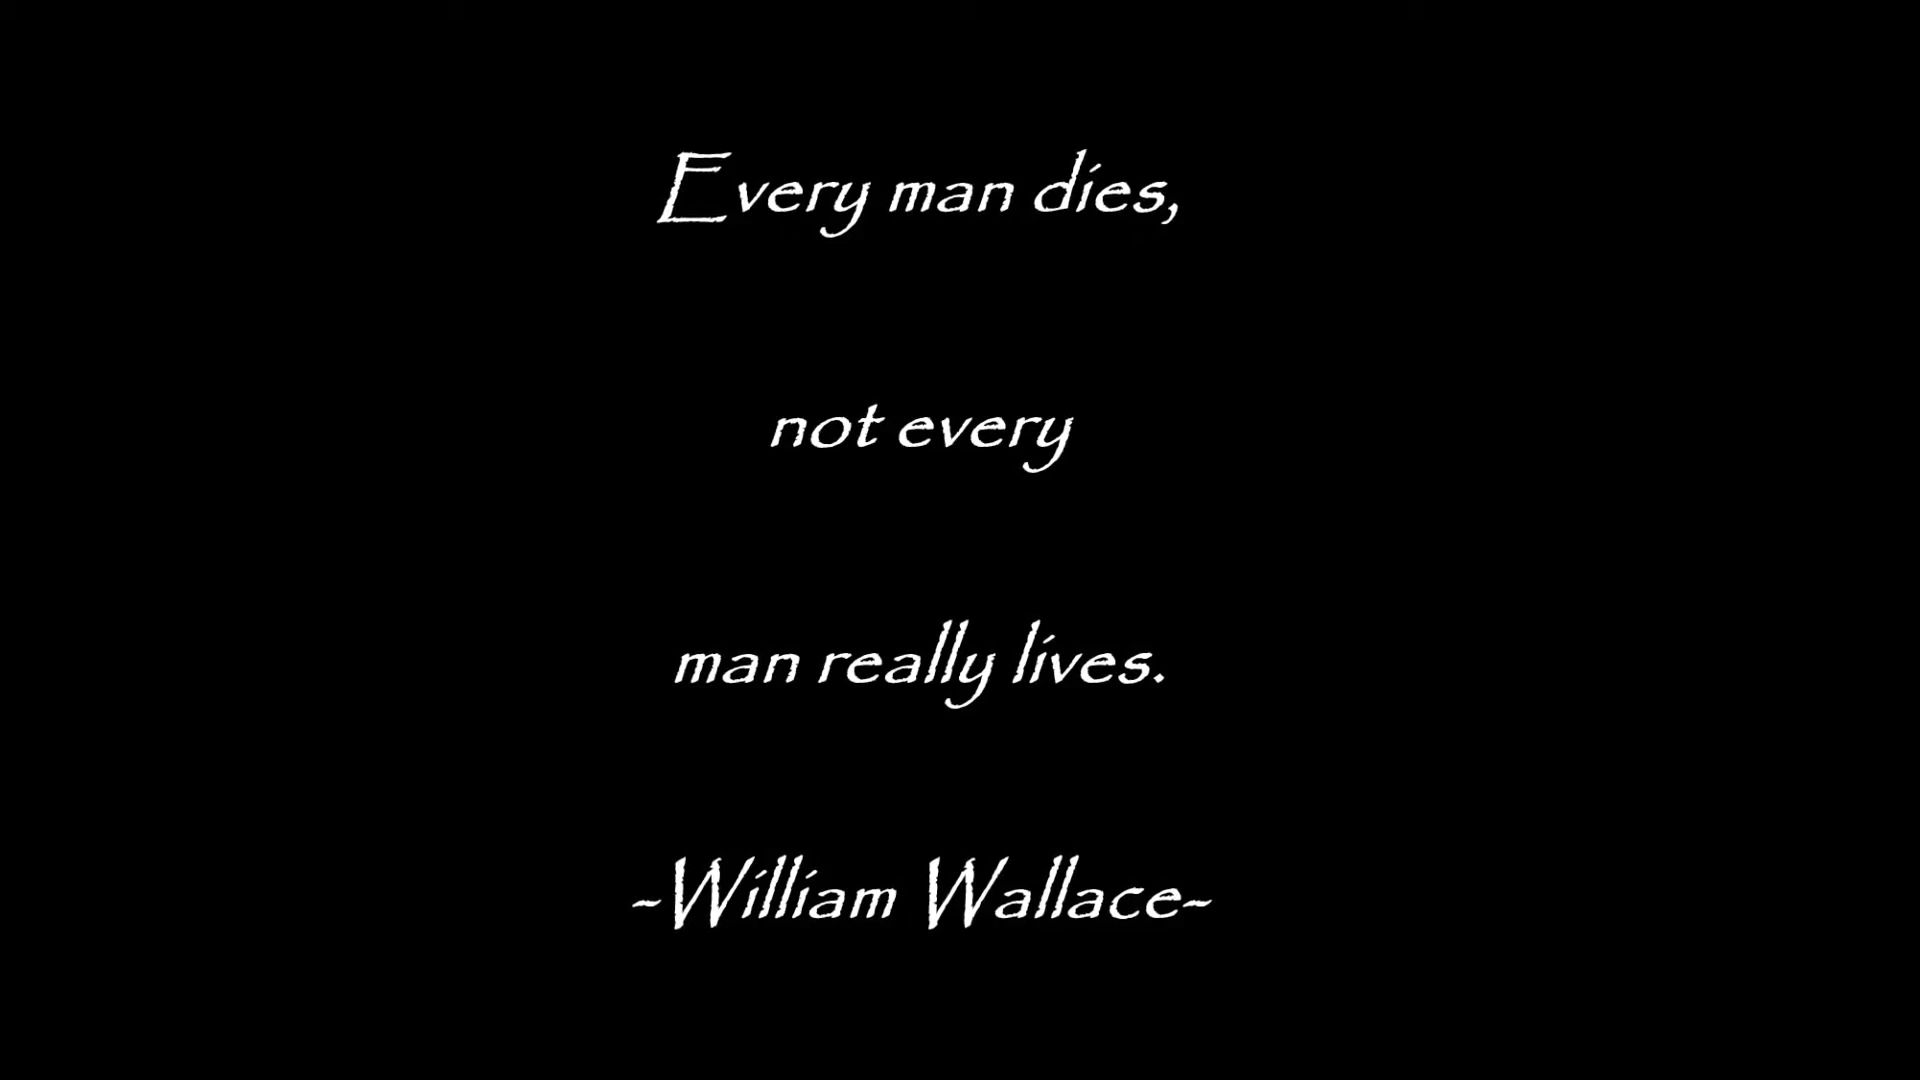 Every man dies,
not every
man really lives.
-William Wallace-